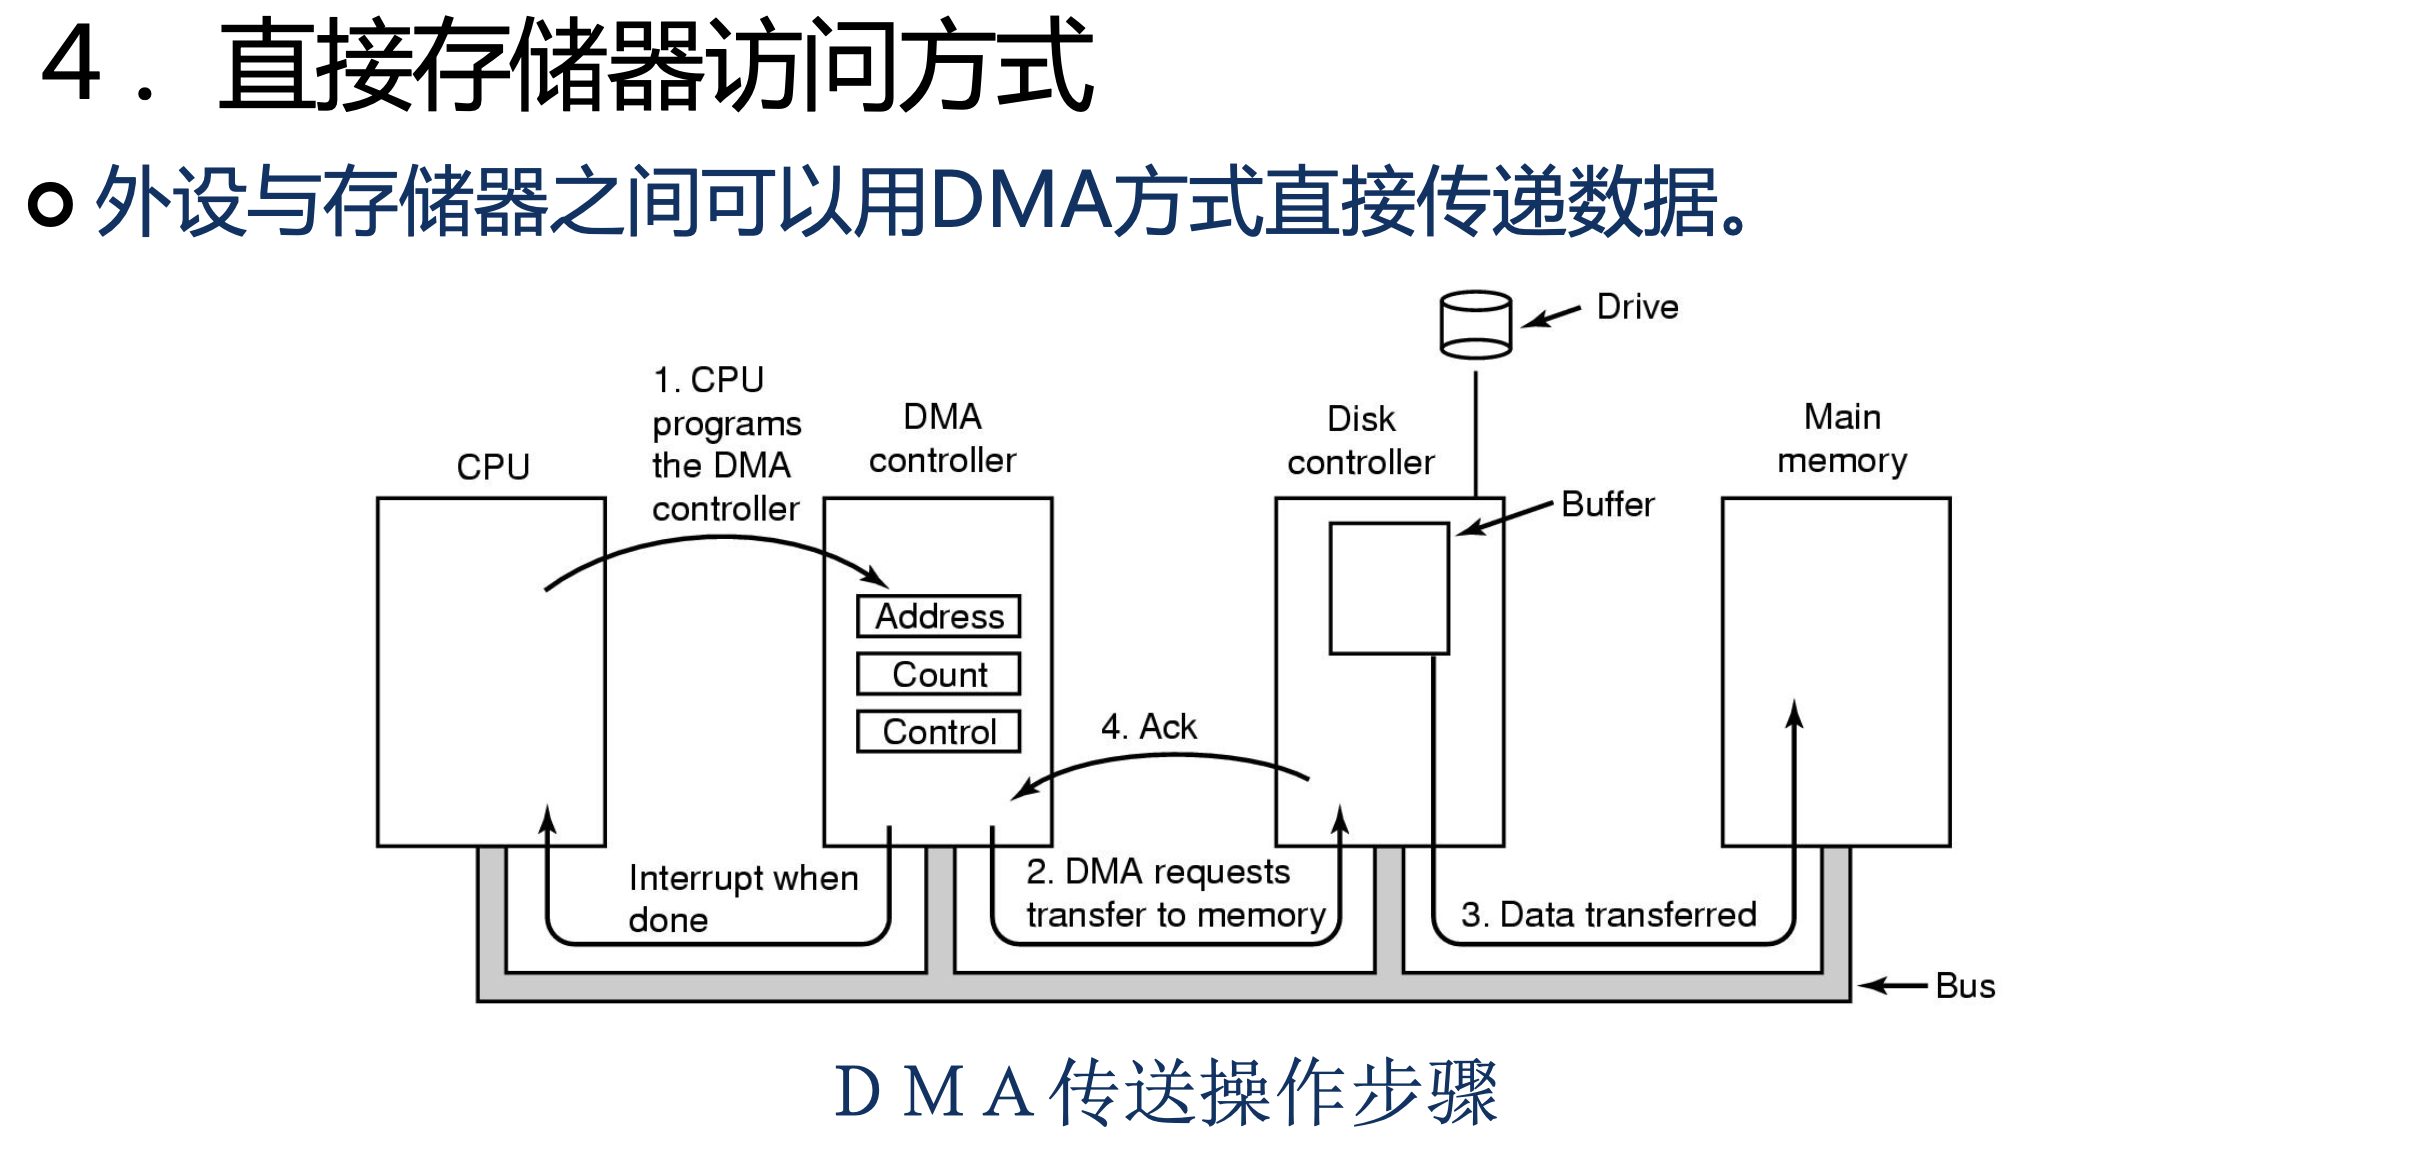 4．直接存储器访问方式
外设与存储器之间可以用DMA方式直接传递数据。
Drive
1. CPU
programs
the DMA
controller
CPU
DMA
controller
Disk
controller
Main
memory
Buffer
Address
Count
Control
4. Ack
Interrupt when
done
2. DMA requests
transfer to memory
3. Data transferred
Bus
DMA传送操作步骤